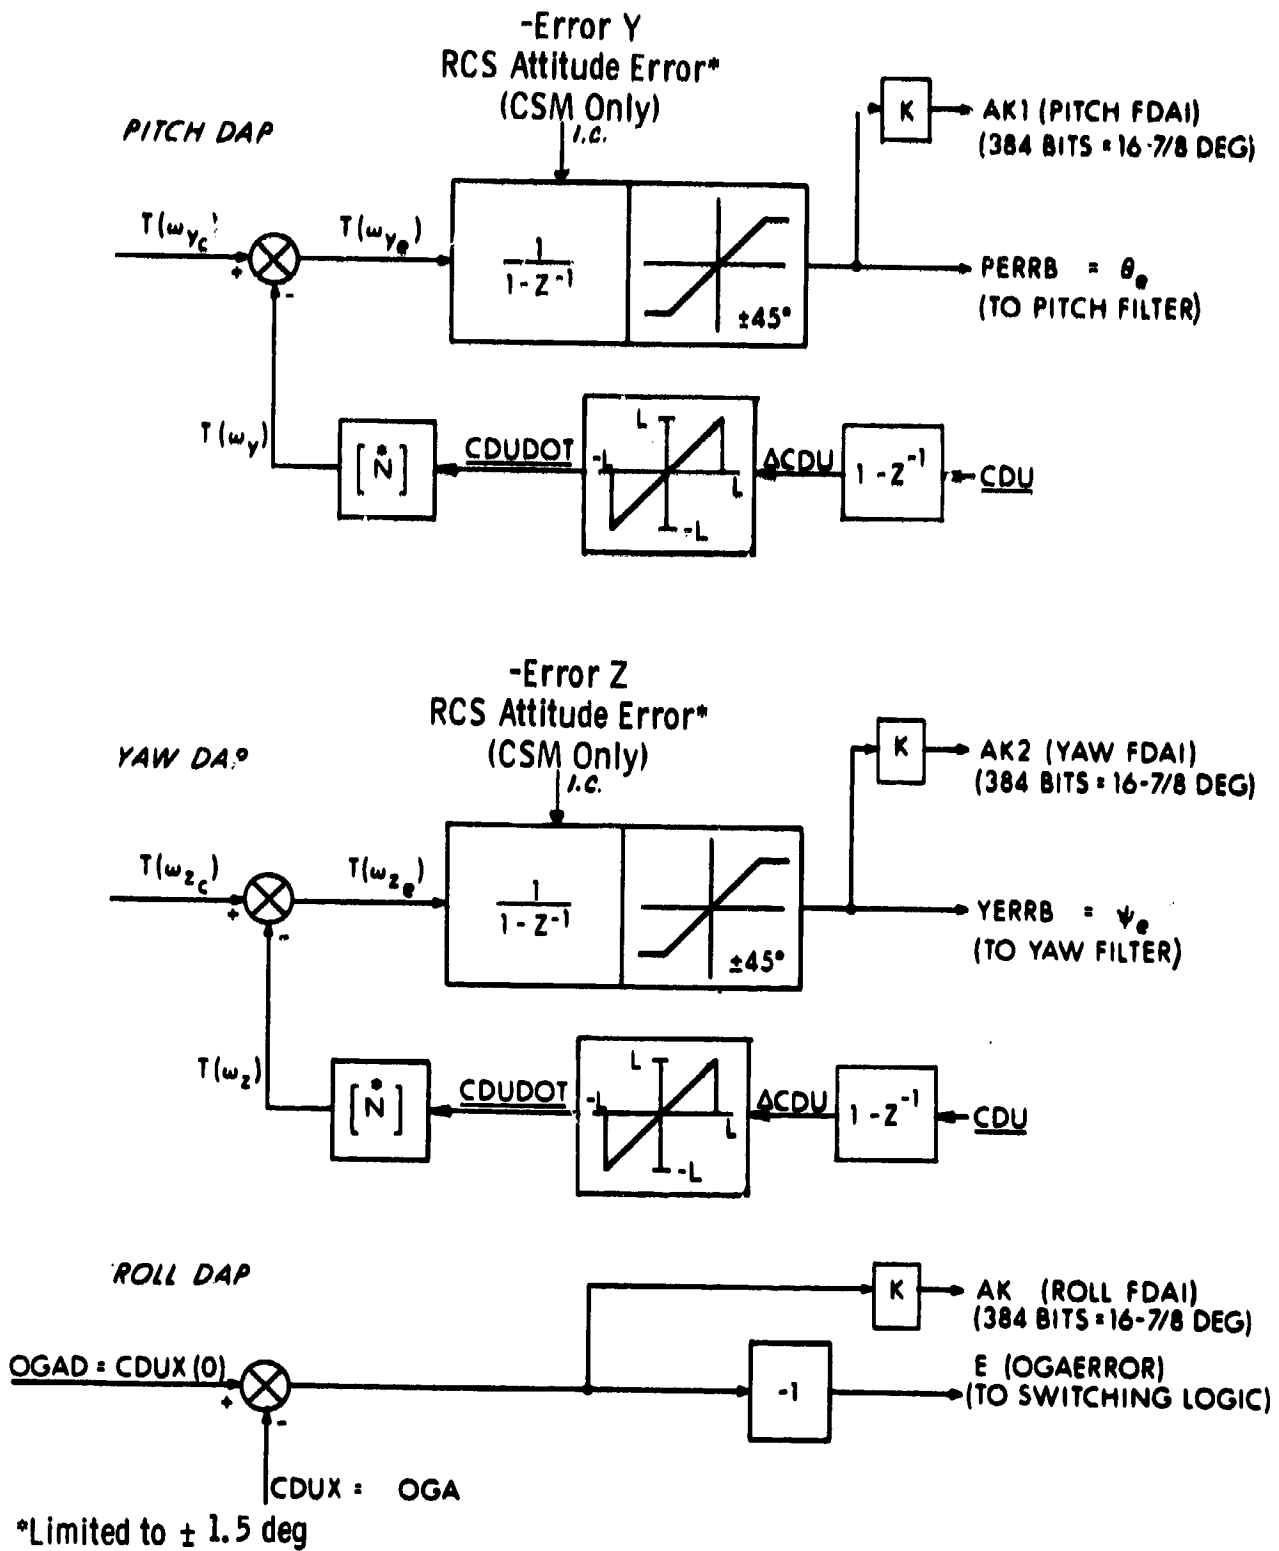 -Error Y
RCS Attitude Error*
(CSM Only)
I.C.
PITCH DAP
K
AK1 (PITCH FDAI)
(384 BITS = 16-7/8 DEG)
T(ωyc)
+
-
T(ωye)
1
1-Z-1
±45°
PERRB = θe
(TO PITCH FILTER)
T(ωy)
[N*]
CDUDOT
L
-L
L
-L
ΔCDU
1-Z-1
CDU
-Error Z
RCS Attitude Error*
(CSM Only)
I.C.
YAW DAP
K
AK2 (YAW FDAI)
(384 BITS = 16-7/8 DEG)
T(ωzc)
+
-
T(ωze)
1
1-Z-1
±45°
YERRB = ψe
(TO YAW FILTER)
T(ωz)
[N*]
CDUDOT
L
-L
L
-L
ΔCDU
1-Z-1
CDU
ROLL DAP
K
AK (ROLL FDAI)
(384 BITS = 16-7/8 DEG)
OGAD = CDUX(0)
+
-
-1
E (OGAERROR)
(TO SWITCHING LOGIC)
CDUX = OGA
*Limited to ± 1.5 deg